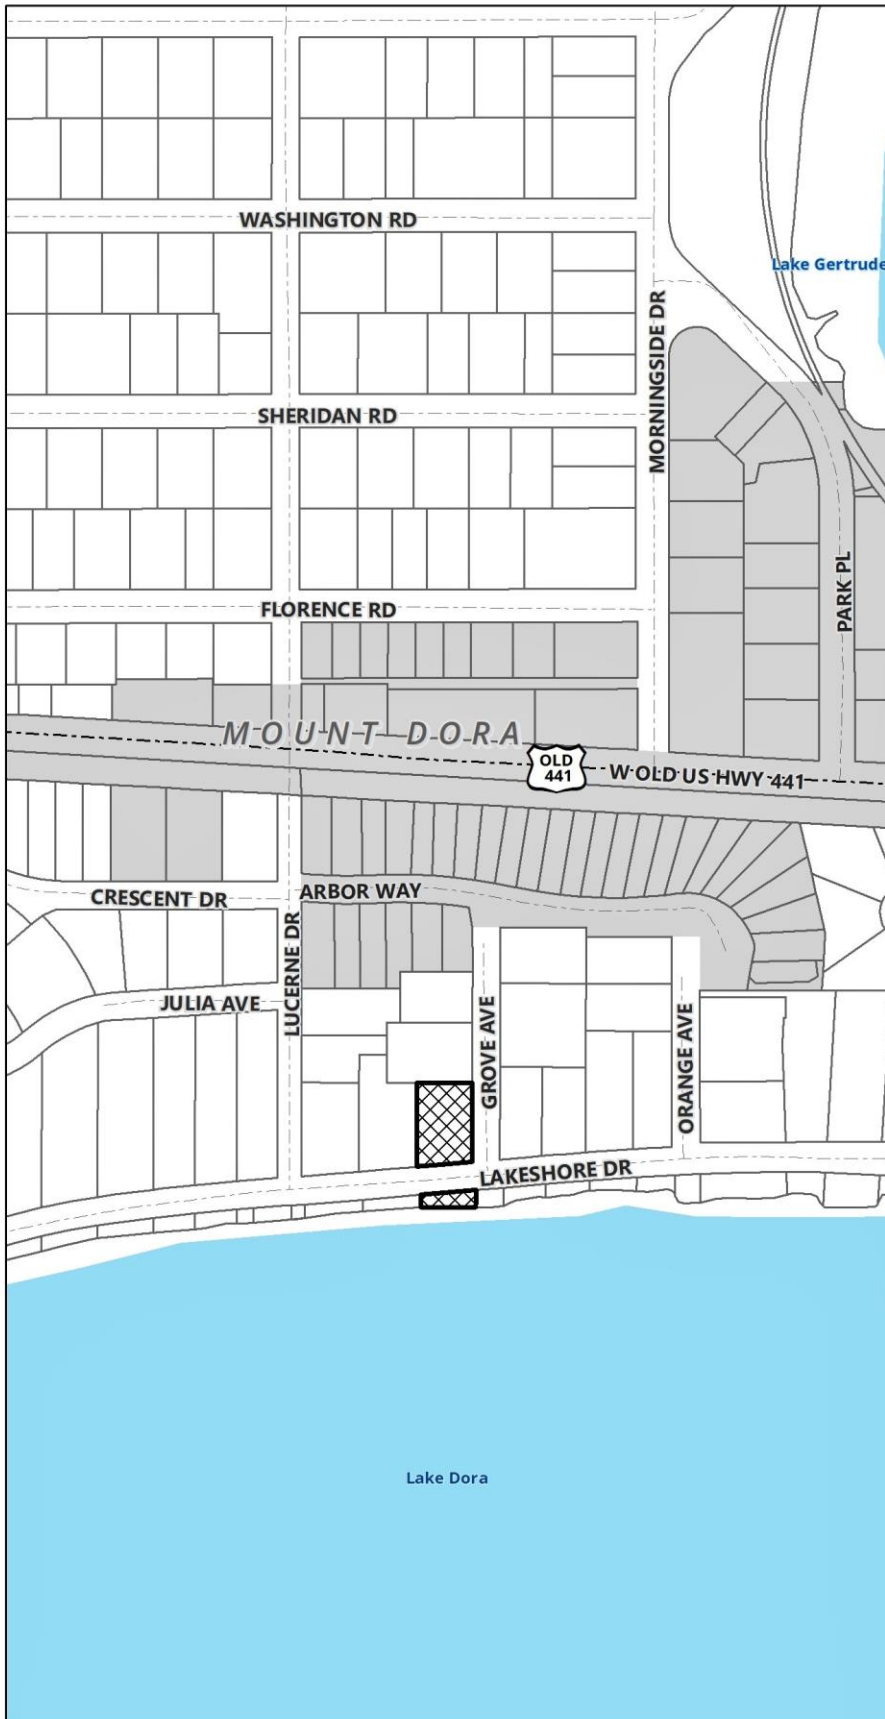 WASHINGTON RD
Lake Gertrude
MORNINGSIDE DR
SHERIDAN RD
PARK PL
FLORENCE RD
MOUNT DORA
OLD
441
W OLD US HWY 441
CRESCENT DR
ARBOR WAY
LUCERNE DR
JULIA AVE
GROVE AVE
ORANGE AVE
LAKESHORE DR
Lake Dora